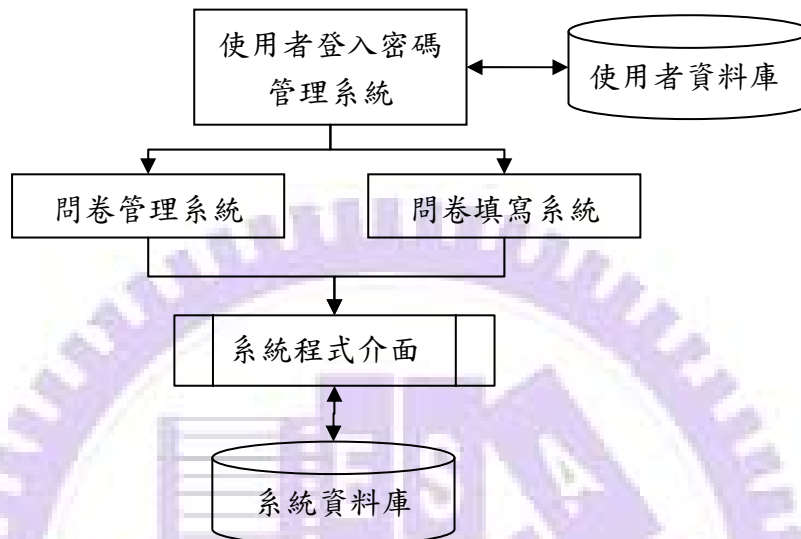 使用者登入密碼
管理系統
使用者資料庫
問卷管理系統
問卷填寫系統
系統程式介面
E S A
系統資料庫